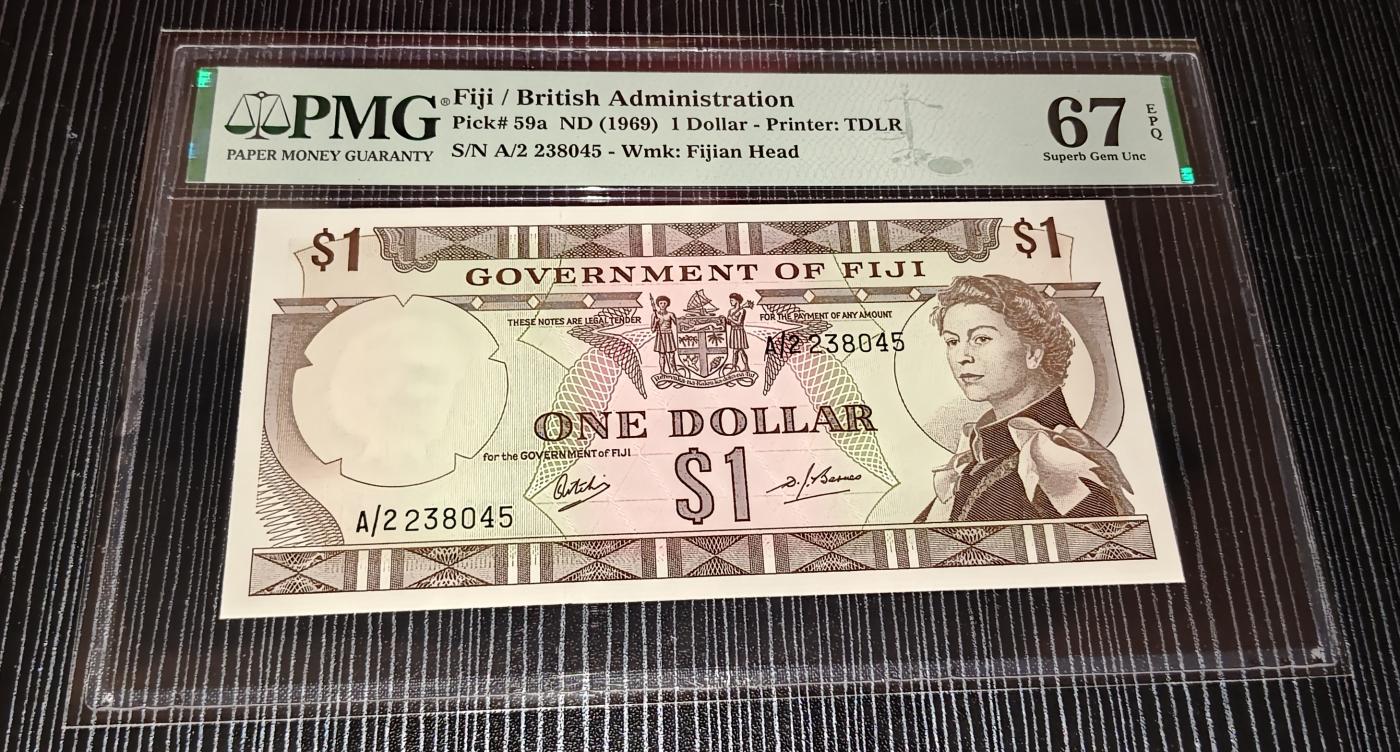 PMG®
PAPER MONEY GUARANTY
Fiji / British Administration
Pick# 59a ND (1969) 1 Dollar - Printer: TDLR
S/N A/2 238045 - Wmk: Fijian Head
67
EPQ
Superb Gem Unc
$1
$1
GOVERNMENT OF FIJI
THESE NOTES ARE LEGAL TENDER
FOR THE PAYMENT OF ANY AMOUNT
A/2 238045
ONE DOLLAR
for the GOVERNMENT of FIJI
$1
D.J. Barnes
A/2 238045